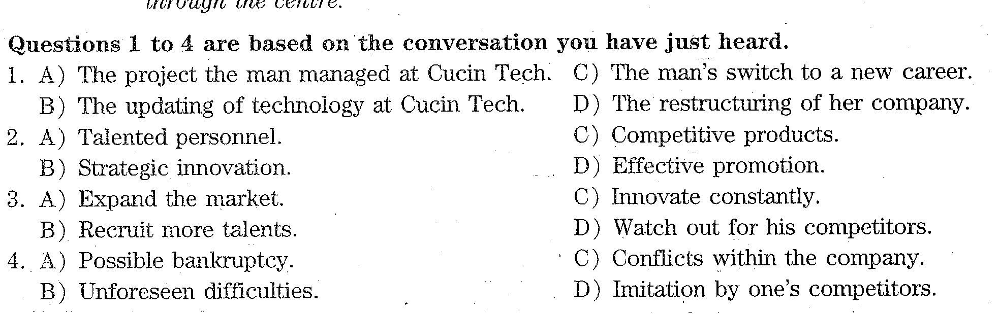 through the centre.
Questions 1 to 4 are based on the conversation you have just heard.
1. A) The project the man managed at Cucin Tech. C) The man's switch to a new career.
B) The updating of technology at Cucin Tech. D) The restructuring of her company.
2. A) Talented personnel. C) Competitive products.
B) Strategic innovation. D) Effective promotion.
3. A) Expand the market. C) Innovate constantly.
B) Recruit more talents. D) Watch out for his competitors.
4. A) Possible bankruptcy. C) Conflicts within the company.
B) Unforeseen difficulties. D) Imitation by one's competitors.